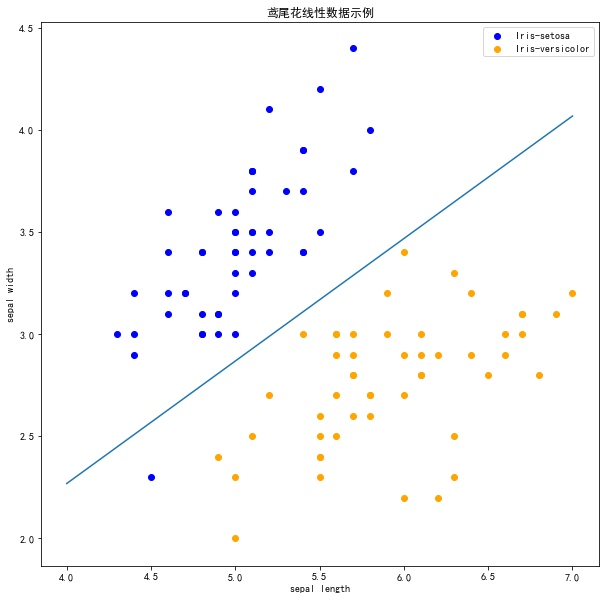 鸢尾花线性数据示例
Iris-setosa
Iris-versicolor
4.5
4.0
3.5
3.0
2.5
2.0
sepal width
4.0 4.5 5.0 5.5 6.0 6.5 7.0
sepal length